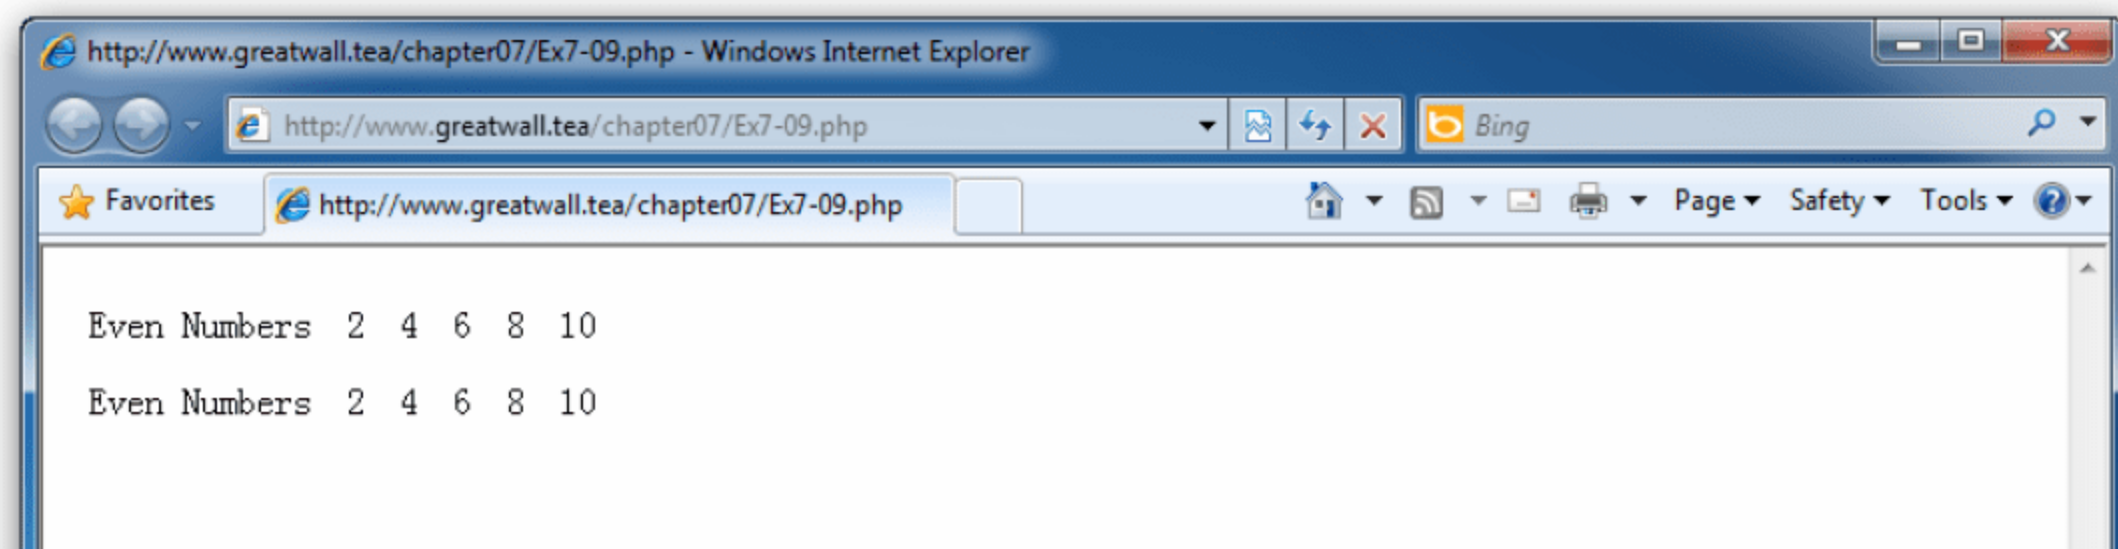 http://www.greatwall.tea/chapter07/Ex7-09.php - Windows Internet Explorer
http://www.greatwall.tea/chapter07/Ex7-09.php Bing
Favorites http://www.greatwall.tea/chapter07/Ex7-09.php Page Safety Tools
Even Numbers 2 4 6 8 10
Even Numbers 2 4 6 8 10